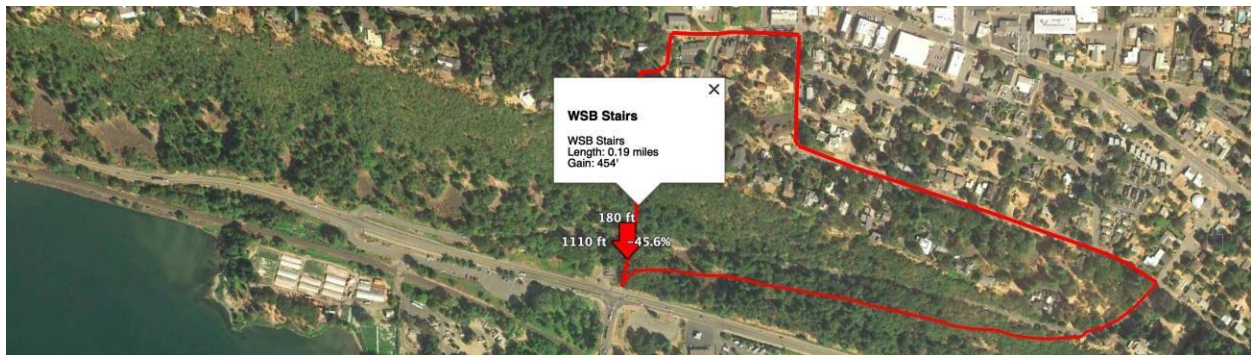 WSB Stairs
WSB Stairs
Length: 0.19 miles
Gain: 454'
180 ft
1110 ft -45.6%